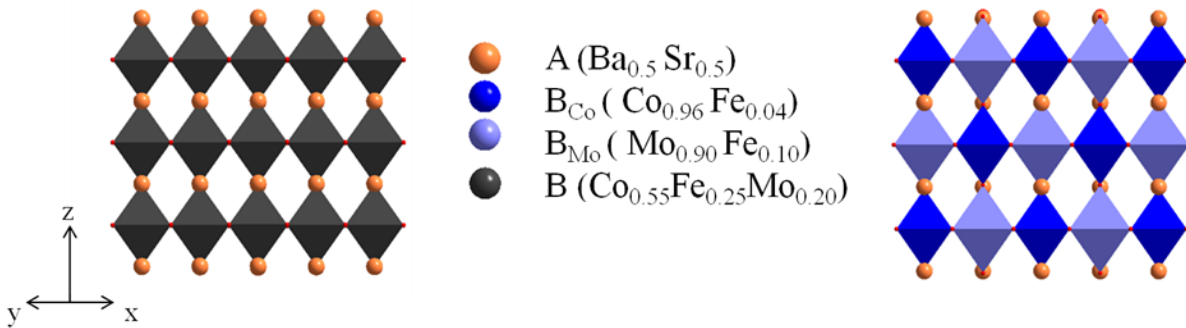 A (Ba0.5 Sr0.5)
BCo ( Co0.96 Fe0.04)
BMo ( Mo0.90 Fe0.10)
B (Co0.55Fe0.25Mo0.20)
z
y
x